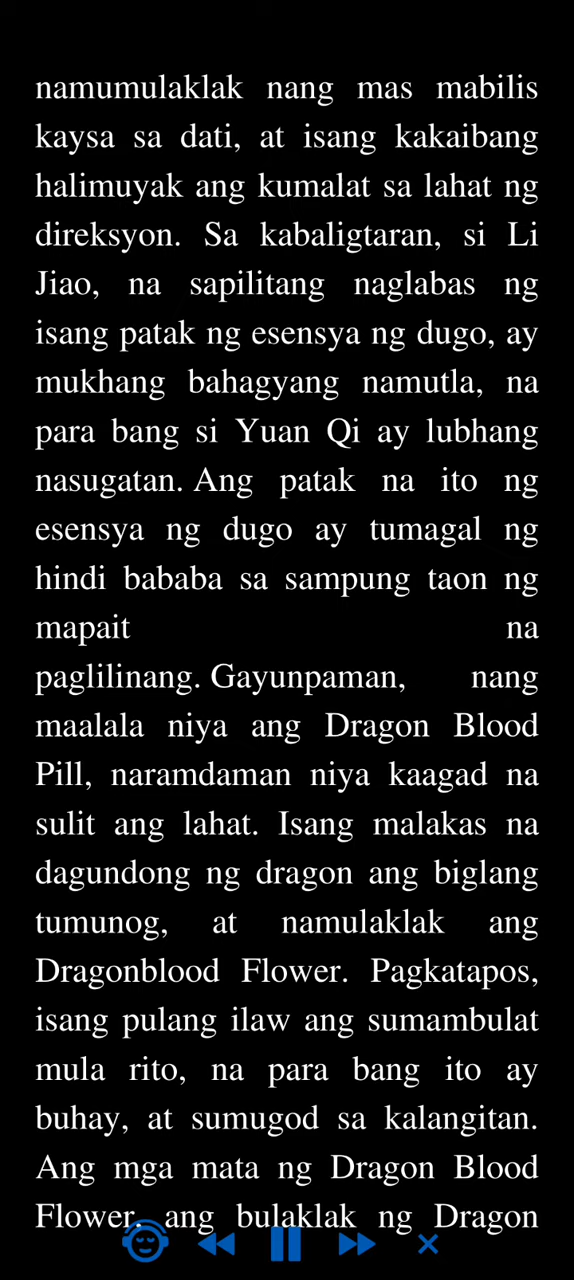 namumulaklak nang mas mabilis
kaysa sa dati, at isang kakaibang
halimuyak ang kumalat sa lahat ng
direksyon. Sa kabaligtaran, si Li
Jiao, na sapilitang naglabas ng
isang patak ng esensya ng dugo, ay
mukhang bahagyang namutla, na
para bang si Yuan Qi ay lubhang
nasugatan. Ang patak na ito ng
esensya ng dugo ay tumagal ng
hindi bababa sa sampung taon ng
mapait na
paglilinang. Gayunpaman, nang
maalala niya ang Dragon Blood
Pill, naramdaman niya kaagad na
sulit ang lahat. Isang malakas na
dagundong ng dragon ang biglang
tumunog, at namulaklak ang
Dragonblood Flower. Pagkatapos,
isang pulang ilaw ang sumambulat
mula rito, na para bang ito ay
buhay, at sumugod sa kalangitan.
Ang mga mata ng Dragon Blood
Flower, ang bulaklak ng Dragon